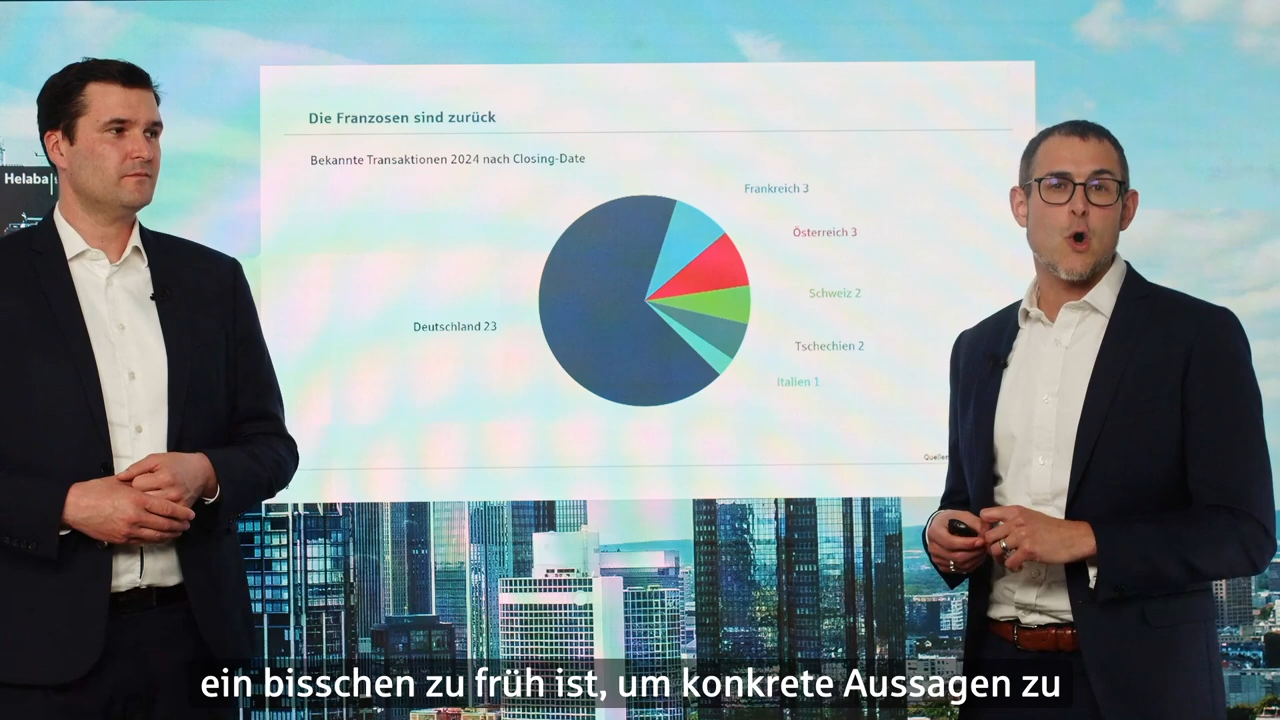 Helaba
Die Franzosen sind zurück
Bekannte Transaktionen 2024 nach Closing-Date
Frankreich 3
Österreich 3
Schweiz 2
Deutschland 23
Tschechien 2
Italien 1
Quellen
ein bisschen zu früh ist, um konkrete Aussagen zu